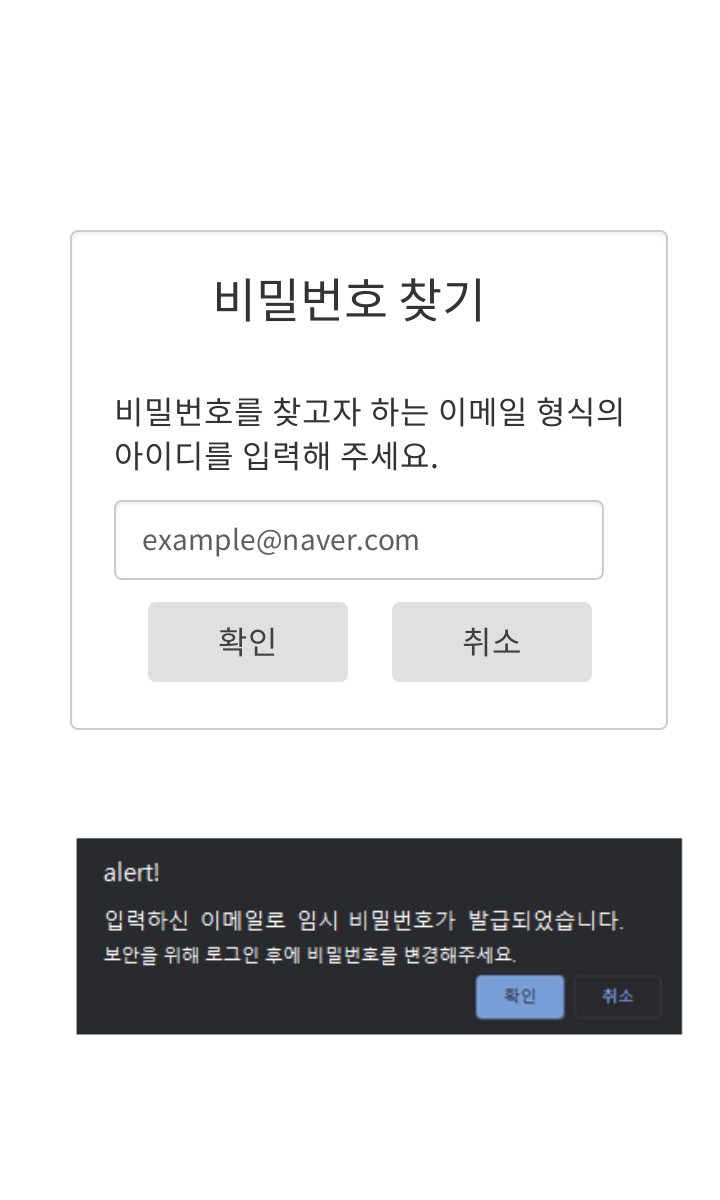 비밀번호 찾기
비밀번호를 찾고자 하는 이메일 형식의
아이디를 입력해 주세요.
example@naver.com
확인 취소
alert!
입력하신 이메일로 임시 비밀번호가 발급되었습니다.
보안을 위해 로그인 후에 비밀번호를 변경해주세요.
확인 취소